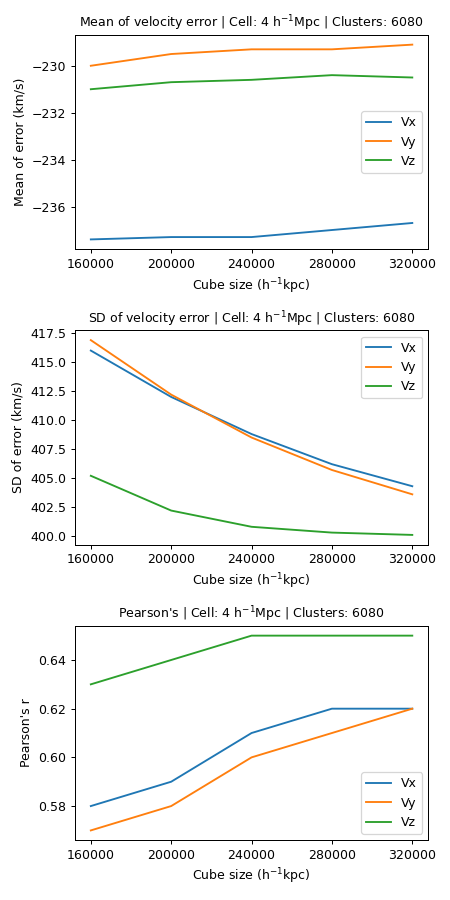 Mean of velocity error | Cell: 4 h⁻¹Mpc | Clusters: 6080
Mean of error (km/s)
−230
−232
−234
−236
Vx
Vy
Vz
160000 200000 240000 280000 320000
Cube size (h⁻¹kpc)
SD of velocity error | Cell: 4 h⁻¹Mpc | Clusters: 6080
SD of error (km/s)
417.5
415.0
412.5
410.0
407.5
405.0
402.5
400.0
Vx
Vy
Vz
160000 200000 240000 280000 320000
Cube size (h⁻¹kpc)
Pearson's | Cell: 4 h⁻¹Mpc | Clusters: 6080
Pearson's r
0.64
0.62
0.60
0.58
Vx
Vy
Vz
160000 200000 240000 280000 320000
Cube size (h⁻¹kpc)